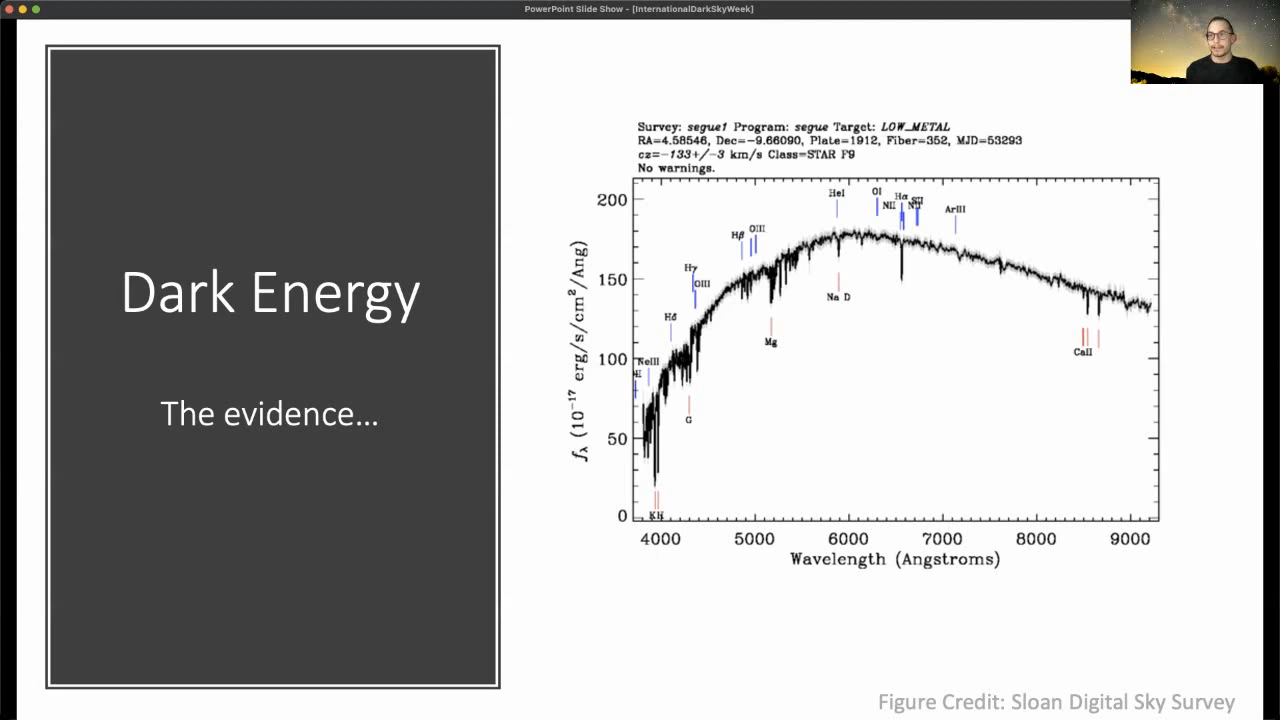 PowerPoint Slide Show - [InternationalDarkSkyWeek]
Dark Energy
The evidence...
Survey: segue1 Program: segue Target: LOW_METAL
RA=4.58546, Dec=-9.66090, Plate=1912, Fiber=352, MJD=53293
cz=-133+/-3 km/s Class=STAR F9
No warnings.
fλ (10⁻¹⁷ erg/s/cm²/Ang)
200
150
100
50
0
HeI
OI
NII
Hα
NII
SII
ArIII
Hβ
OIII
Hγ
OIII
Hδ
NeIII
Na D
Mg
CaII
G
K
H
4000 5000 6000 7000 8000 9000
Wavelength (Angstroms)
Figure Credit: Sloan Digital Sky Survey